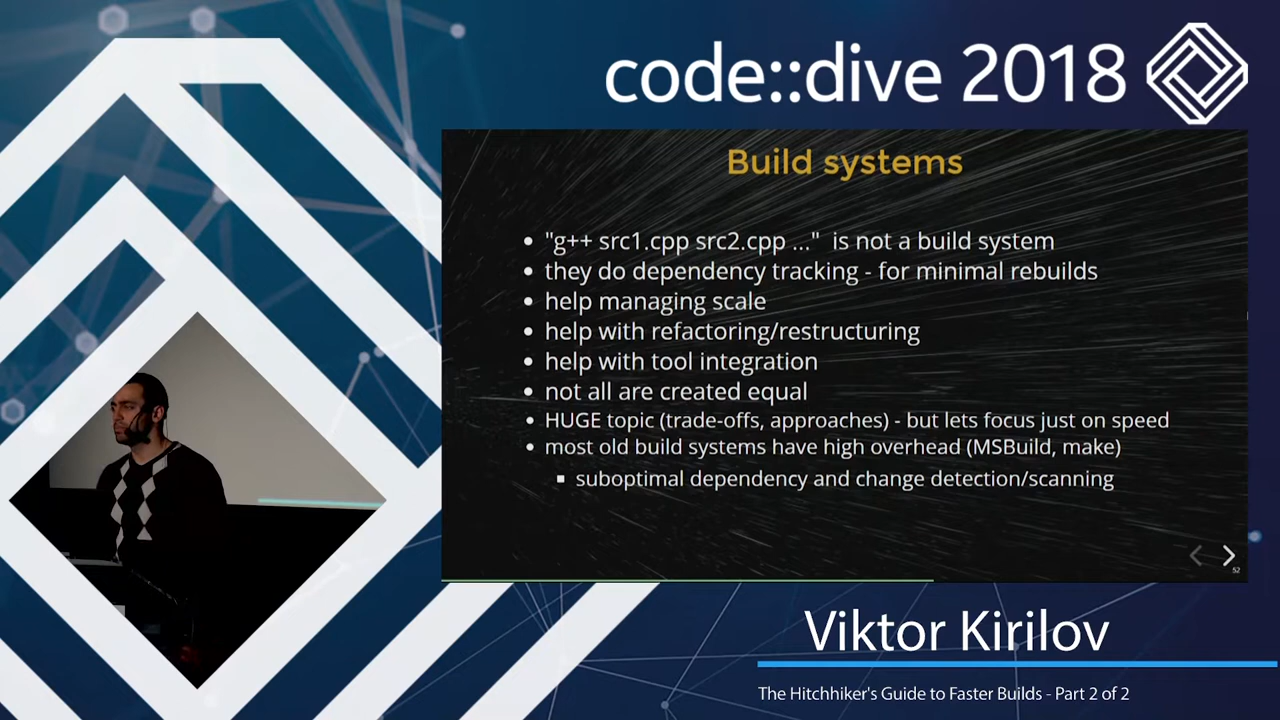 code::dive 2018
Build systems
"g++ src1.cpp src2.cpp ..." is not a build system
they do dependency tracking - for minimal rebuilds
help managing scale
help with refactoring/restructuring
help with tool integration
not all are created equal
HUGE topic (trade-offs, approaches) - but lets focus just on speed
most old build systems have high overhead (MSBuild, make)
suboptimal dependency and change detection/scanning
52
Viktor Kirilov
The Hitchhiker's Guide to Faster Builds - Part 2 of 2